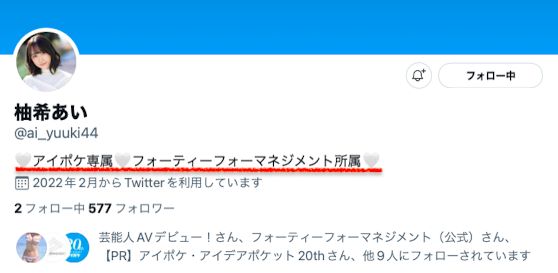 フォロー中
柚希あい
@ai_yuuki44
🤍アイポケ専属🤍フォーティーフォーマネジメント所属🤍
2022年2月からTwitterを利用しています
2 フォロー中 577 フォロワー
芸能人AVデビュー！さん、フォーティーフォーマネジメント（公式）さん、
【PR】アイポケ・アイデアポケット 20thさん、他9人にフォローされています